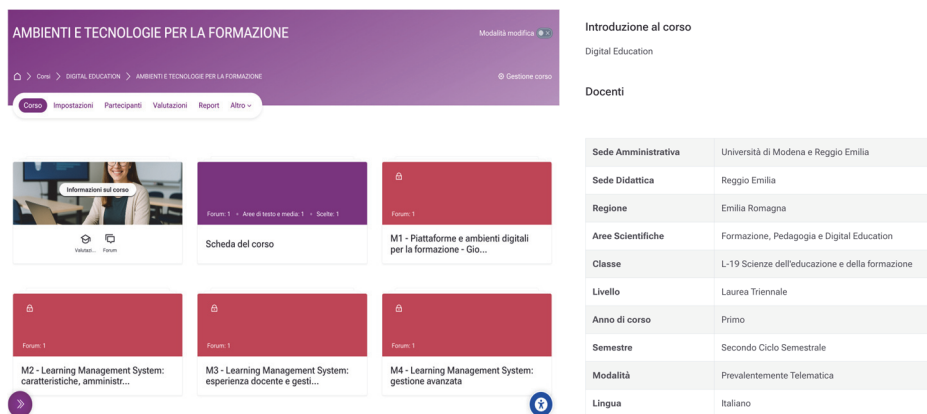 AMBIENTI E TECNOLOGIE PER LA FORMAZIONE
Modalità modifica
Corsi > DIGITAL EDUCATION > AMBIENTI E TECNOLOGIE PER LA FORMAZIONE
Gestione corso
Corso Impostazioni Partecipanti Valutazioni Report Altro
Informazioni sul corso
Valutazi... Forum
Forum: 1 • Aree di testo e media: 1 • Scelte: 1
Scheda del corso
Forum: 1
M1 - Piattaforme e ambienti digitali
per la formazione - Gio...
Forum: 1
M2 - Learning Management System:
caratteristiche, amministr...
Forum: 1
M3 - Learning Management System:
esperienza docente e gesti...
Forum: 1
M4 - Learning Management System:
gestione avanzata
Introduzione al corso
Digital Education
Docenti
Sede Amministrativa Università di Modena e Reggio Emilia
Sede Didattica Reggio Emilia
Regione Emilia Romagna
Aree Scientifiche Formazione, Pedagogia e Digital Education
Classe L-19 Scienze dell'educazione e della formazione
Livello Laurea Triennale
Anno di corso Primo
Semestre Secondo Ciclo Semestrale
Modalità Prevalentemente Telematica
Lingua Italiano